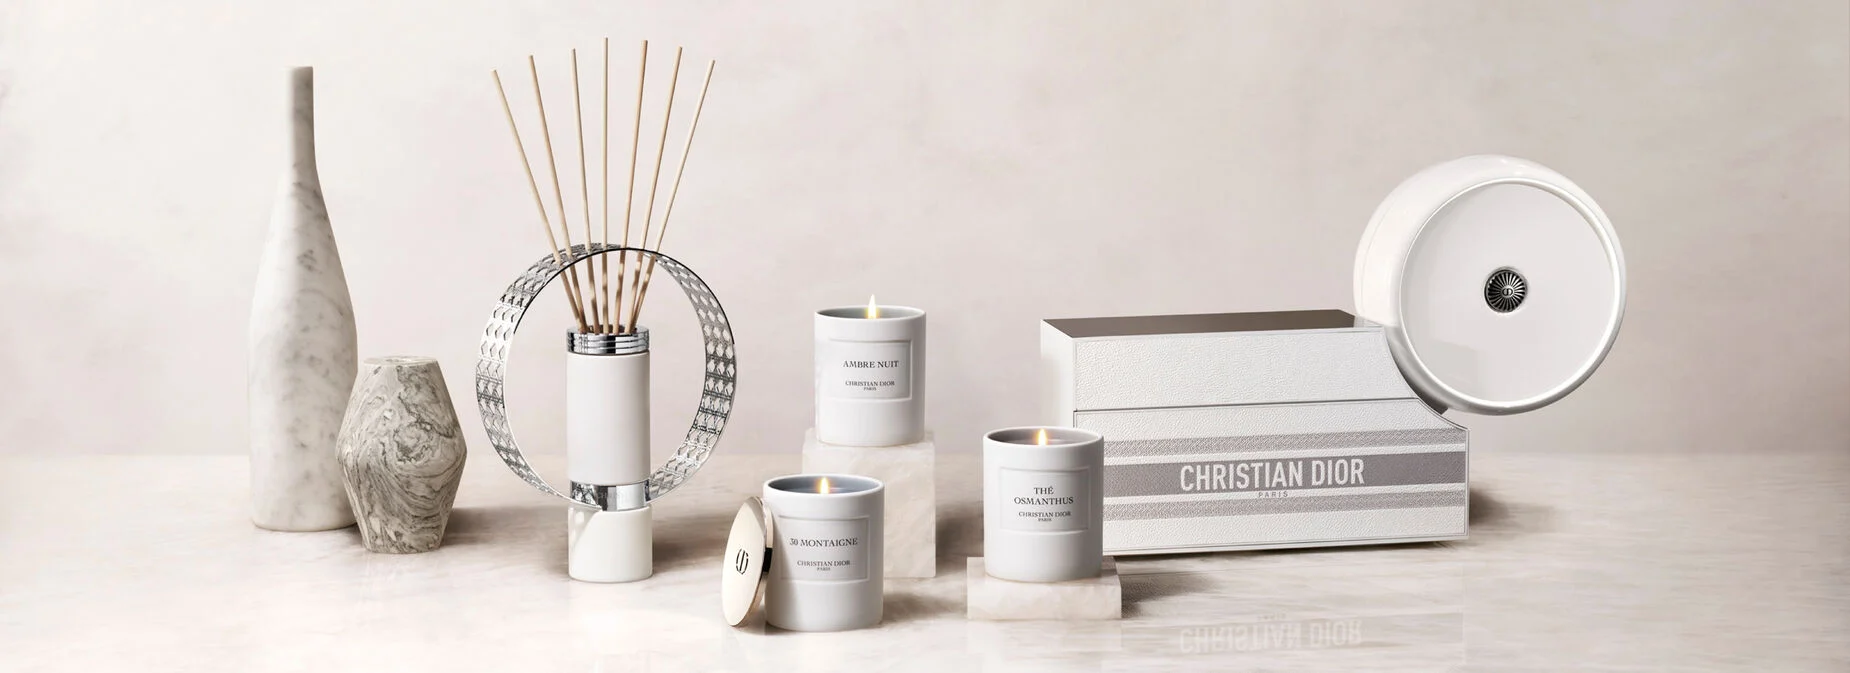 AMBRE NUIT
CHRISTIAN DIOR
PARIS
30 MONTAIGNE
CHRISTIAN DIOR
PARIS
THÉ
OSMANTHUS
CHRISTIAN DIOR
PARIS
CHRISTIAN DIOR
PARIS